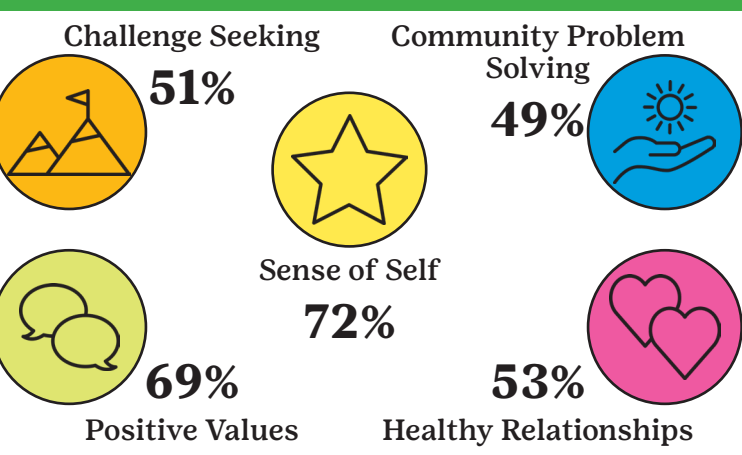 Challenge Seeking
51%
Community Problem
Solving
49%
Sense of Self
72%
69%
Positive Values
53%
Healthy Relationships